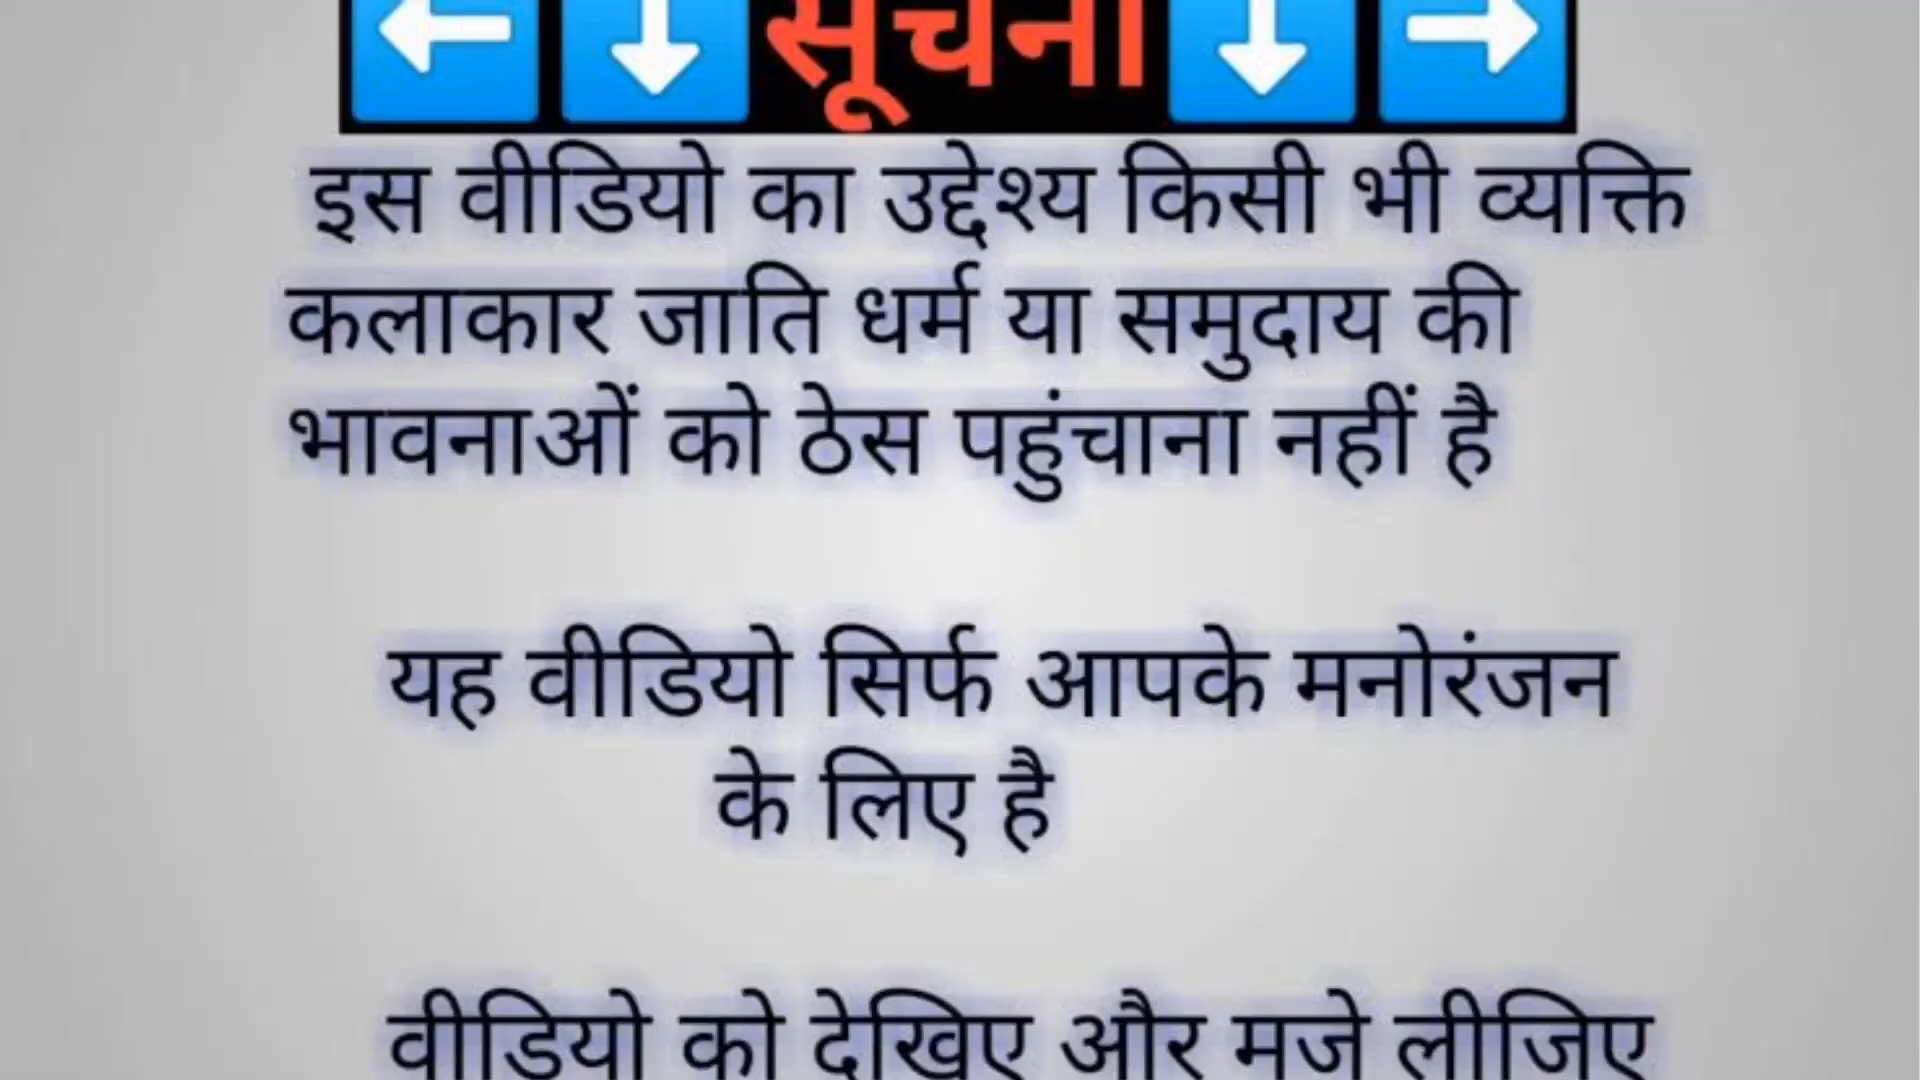 ⬅️⬇️सूचना⬇️➡️
इस वीडियो का उद्देश्य किसी भी व्यक्ति
कलाकार जाति धर्म या समुदाय की
भावनाओं को ठेस पहुंचाना नहीं है
यह वीडियो सिर्फ आपके मनोरंजन
के लिए है
वीडियो को देखिए और मजे लीजिए